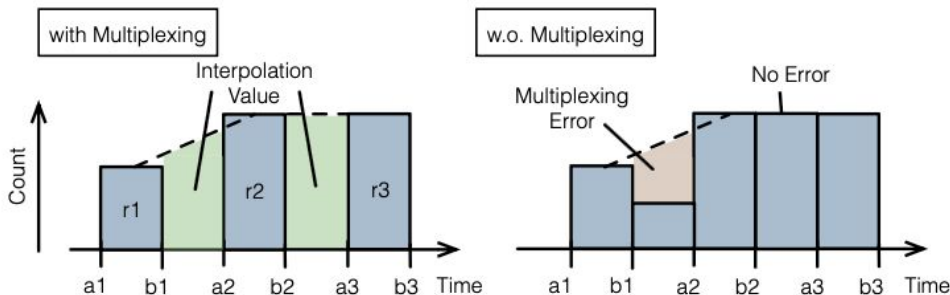 with Multiplexing
Interpolation
Value
Count
r1
r2
r3
a1 b1 a2 b2 a3 b3 Time
w.o. Multiplexing
No Error
Multiplexing
Error
a1 b1 a2 b2 a3 b3 Time